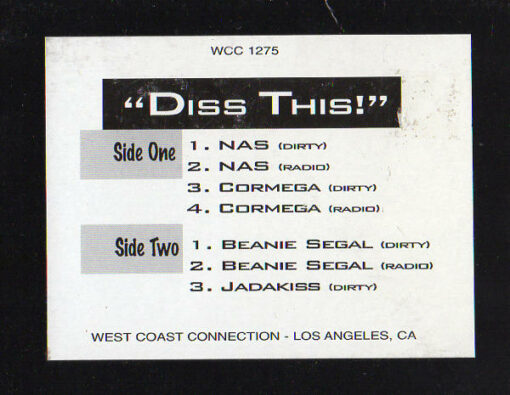 WCC 1275
“DISS THIS!”
Side One
1. NAS (DIRTY)
2. NAS (RADIO)
3. CORMEGA (DIRTY)
4. CORMEGA (RADIO)
Side Two
1. BEANIE SEGAL (DIRTY)
2. BEANIE SEGAL (RADIO)
3. JADAKISS (DIRTY)
WEST COAST CONNECTION - LOS ANGELES, CA